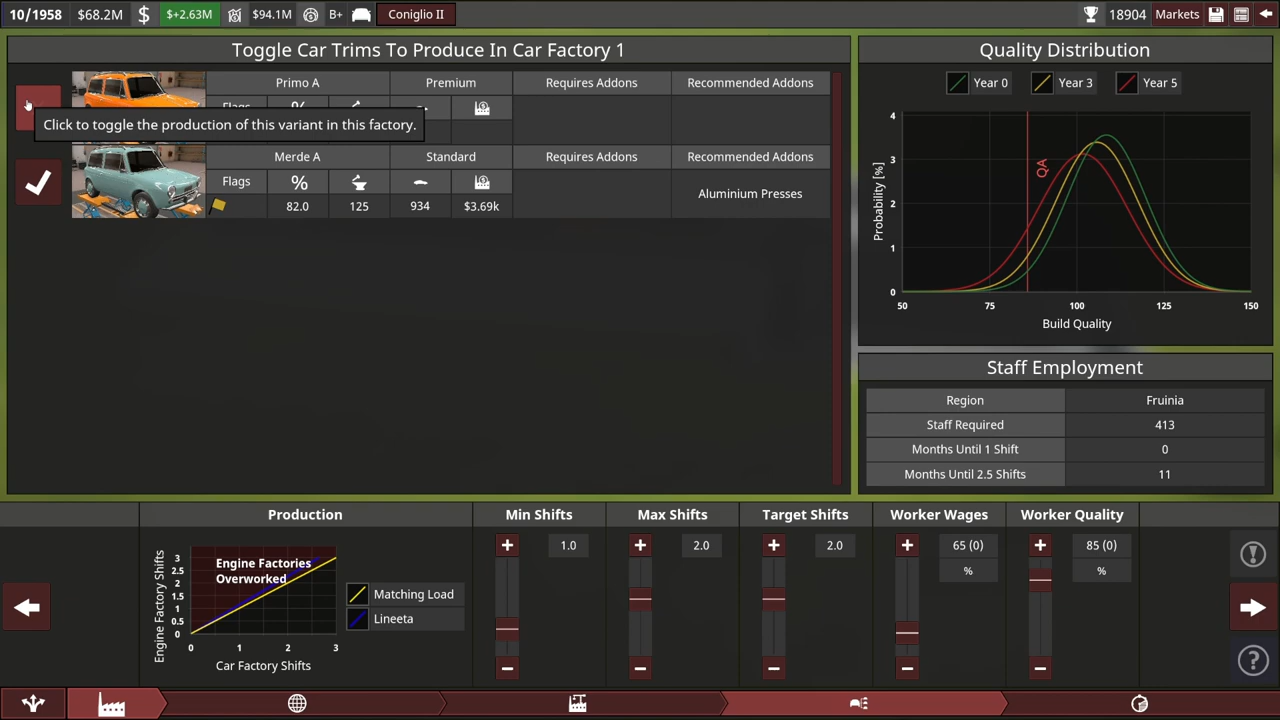 10/1958 $68.2M $ $+2.63M $94.1M B+ Coniglio II 18904 Markets
Toggle Car Trims To Produce In Car Factory 1
Primo A Premium Requires Addons Recommended Addons
Flags %
Click to toggle the production of this variant in this factory.
Merde A Standard Requires Addons Recommended Addons
Flags %
82.0 125 934 $3.69k Aluminium Presses
Quality Distribution
Year 0 Year 3 Year 5
QA
Probability [%]
4
3
2
1
0
50 75 100 125 150
Build Quality
Staff Employment
Region Fruinia
Staff Required 413
Months Until 1 Shift 0
Months Until 2.5 Shifts 11
Production
Engine Factory Shifts
3
2.5
2
1.5
1
0.5
0
Engine Factories
Overworked
0 1 2 3
Car Factory Shifts
Matching Load
Lineeta
Min Shifts
+ 1.0
−
Max Shifts
+ 2.0
−
Target Shifts
+ 2.0
−
Worker Wages
+ 65 (0)
%
−
Worker Quality
+ 85 (0)
%
−
!
?